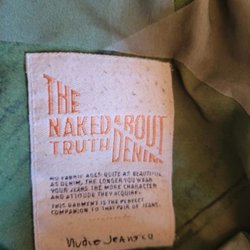 THE
NAKED ABOUT
TRUTH DENIM
NO FABRIC AGES QUITE AS BEAUTIFUL
AS DENIM, THE LONGER YOU WEAR
YOUR JEANS THE MORE CHARACTER
AND ATTITUDE THEY ACQUIRE.
THIS GARMENT IS THE PERFECT
COMPANION TO THAT PAIR OF JEANS.
Nudie Jeans co